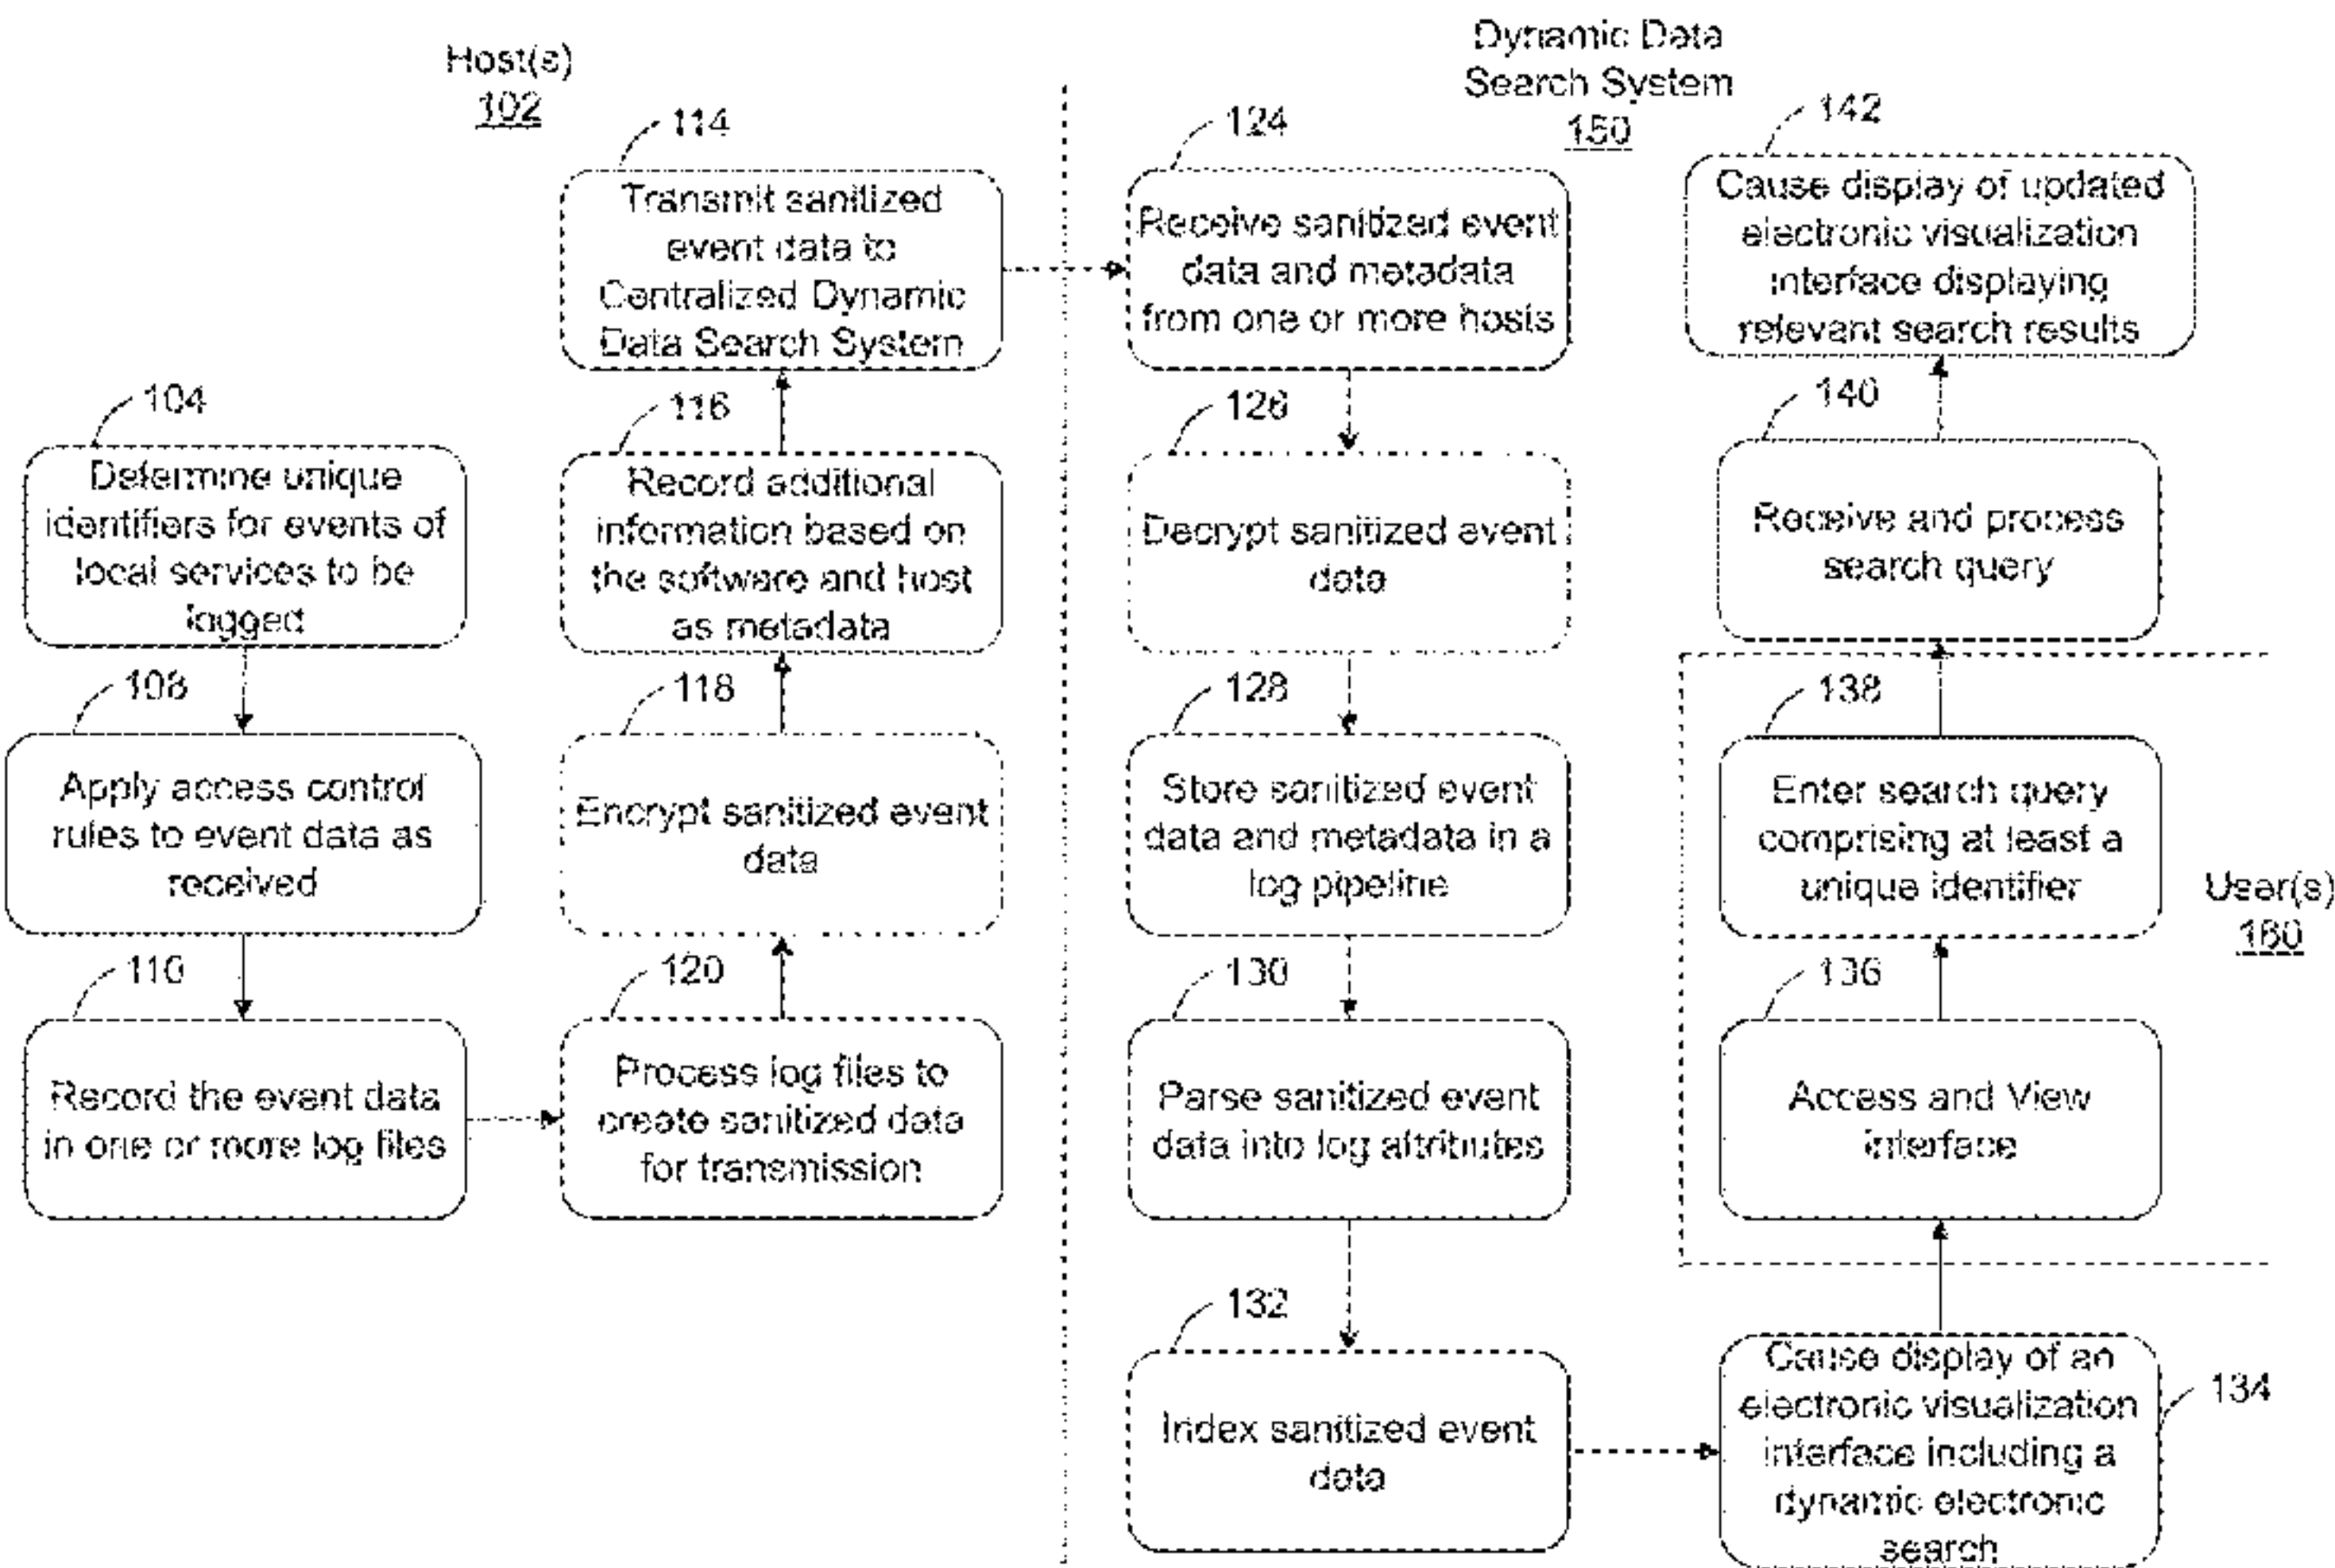 Host(s)
102
104
Determine unique
identifiers for events of
local services to be
logged
108
Apply access control
rules to event data as
received
110
Record the event data
in one or more log files
114
Transmit sanitized
event data to
Centralized Dynamic
Data Search System
116
Record additional
information based on
the software and host
as metadata
118
Encrypt sanitized event
data
120
Process log files to
create sanitized data
for transmission
Dynamic Data
Search System
150
124
Receive sanitized event
data and metadata
from one or more hosts
126
Decrypt sanitized event
data
128
Store sanitized event
data and metadata in a
log pipeline
130
Parse sanitized event
data into log attributes
132
Index sanitized event
data
142
Cause display of updated
electronic visualization
interface displaying
relevant search results
140
Receive and process
search query
138
Enter search query
comprising at least a
unique identifier
User(s)
160
136
Access and View
interface
134
Cause display of an
electronic visualization
interface including a
dynamic electronic
search